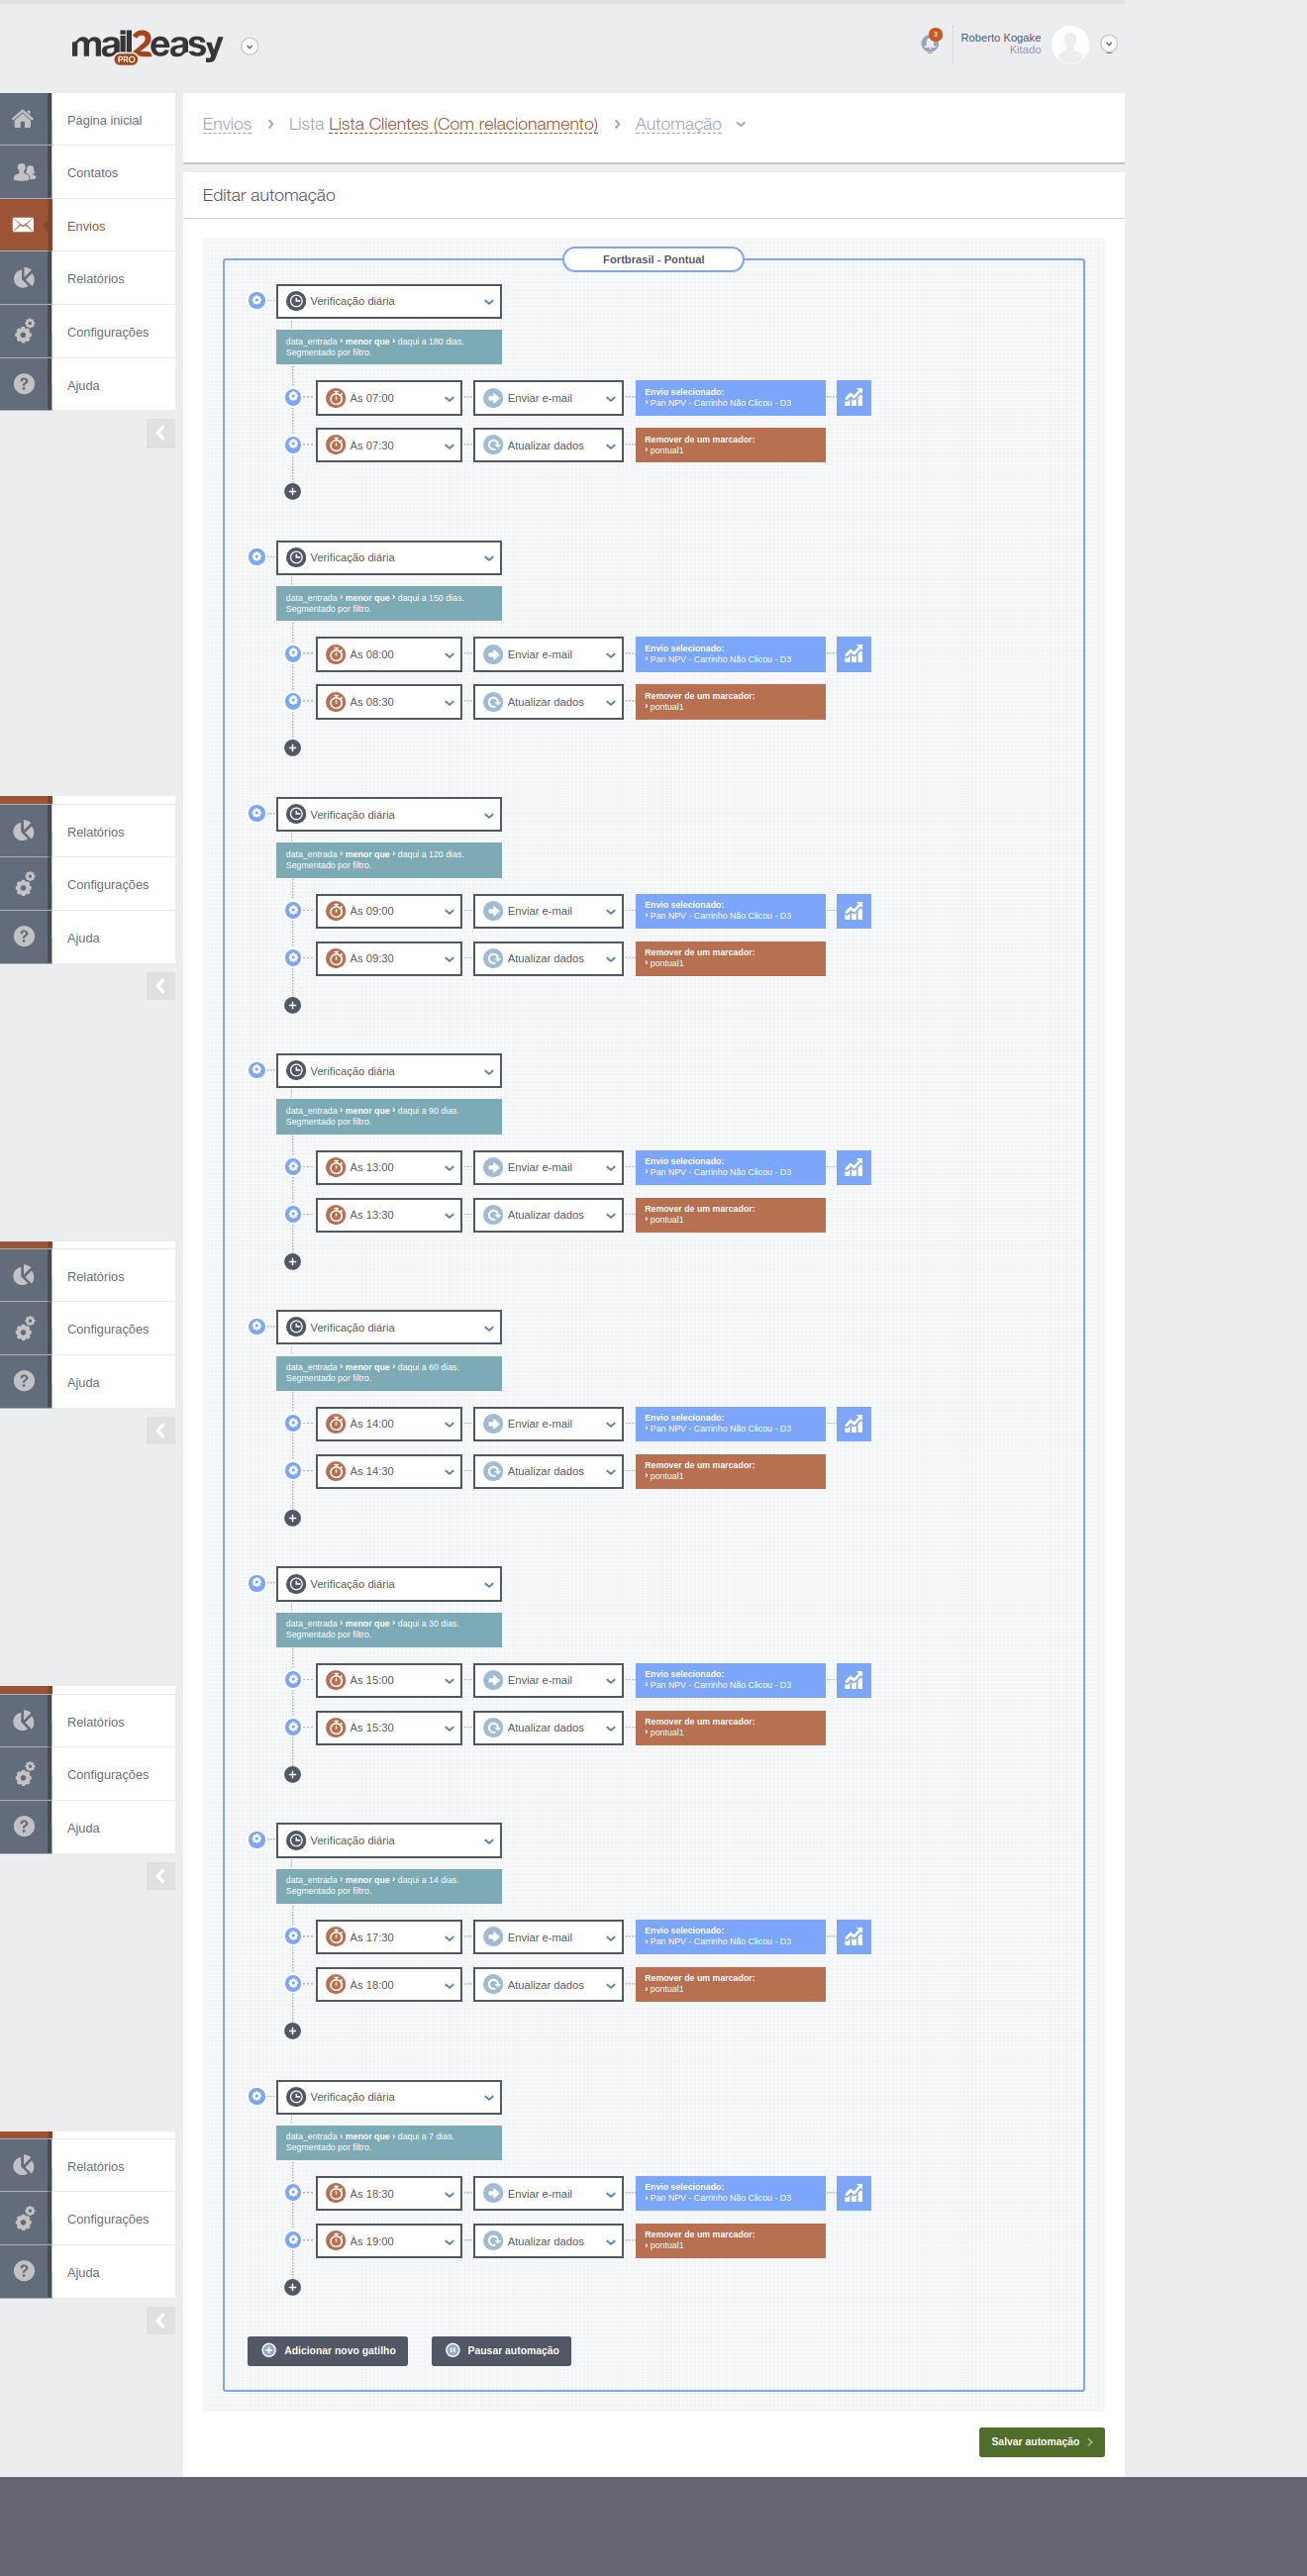 mail2easy
PRO
3
Roberto Kogake
Kitado
Página inicial
Contatos
Envios
Relatórios
Configurações
Ajuda
Envios › Lista Lista Clientes (Com relacionamento) › Automação
Editar automação
Fortbrasil - Pontual
Verificação diária
data_entrada › menor que › daqui a 180 dias.
Segmentado por filtro.
Às 07:00 Enviar e-mail Envio selecionado:
› Pan NPV - Carrinho Não Clicou - D3
Às 07:30 Atualizar dados Remover de um marcador:
› pontual1
Verificação diária
data_entrada › menor que › daqui a 150 dias.
Segmentado por filtro.
Às 08:00 Enviar e-mail Envio selecionado:
› Pan NPV - Carrinho Não Clicou - D3
Às 08:30 Atualizar dados Remover de um marcador:
› pontual1
Verificação diária
data_entrada › menor que › daqui a 120 dias.
Segmentado por filtro.
Às 09:00 Enviar e-mail Envio selecionado:
› Pan NPV - Carrinho Não Clicou - D3
Às 09:30 Atualizar dados Remover de um marcador:
› pontual1
Relatórios
Configurações
Ajuda
Verificação diária
data_entrada › menor que › daqui a 90 dias.
Segmentado por filtro.
Às 13:00 Enviar e-mail Envio selecionado:
› Pan NPV - Carrinho Não Clicou - D3
Às 13:30 Atualizar dados Remover de um marcador:
› pontual1
Relatórios
Configurações
Ajuda
Verificação diária
data_entrada › menor que › daqui a 60 dias.
Segmentado por filtro.
Às 14:00 Enviar e-mail Envio selecionado:
› Pan NPV - Carrinho Não Clicou - D3
Às 14:30 Atualizar dados Remover de um marcador:
› pontual1
Verificação diária
data_entrada › menor que › daqui a 30 dias.
Segmentado por filtro.
Às 15:00 Enviar e-mail Envio selecionado:
› Pan NPV - Carrinho Não Clicou - D3
Às 15:30 Atualizar dados Remover de um marcador:
› pontual1
Relatórios
Configurações
Ajuda
Verificação diária
data_entrada › menor que › daqui a 14 dias.
Segmentado por filtro.
Às 17:30 Enviar e-mail Envio selecionado:
› Pan NPV - Carrinho Não Clicou - D3
Às 18:00 Atualizar dados Remover de um marcador:
› pontual1
Verificação diária
data_entrada › menor que › daqui a 7 dias.
Segmentado por filtro.
Às 18:30 Enviar e-mail Envio selecionado:
› Pan NPV - Carrinho Não Clicou - D3
Às 19:00 Atualizar dados Remover de um marcador:
› pontual1
Relatórios
Configurações
Ajuda
Adicionar novo gatilho Pausar automação
Salvar automação